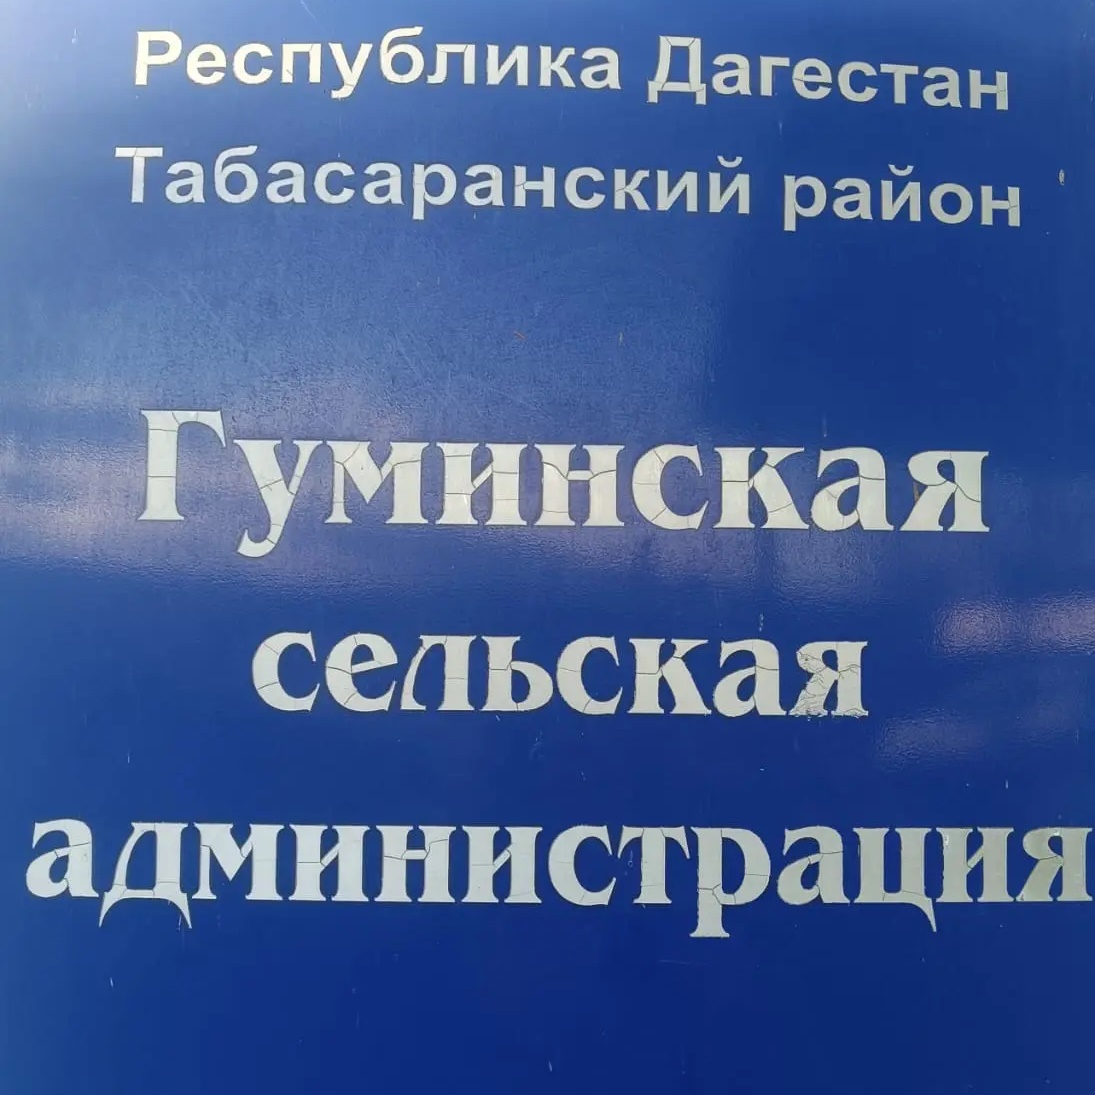 Республика Дагестан
Табасаранский район
Гуминская
сельская
администрация